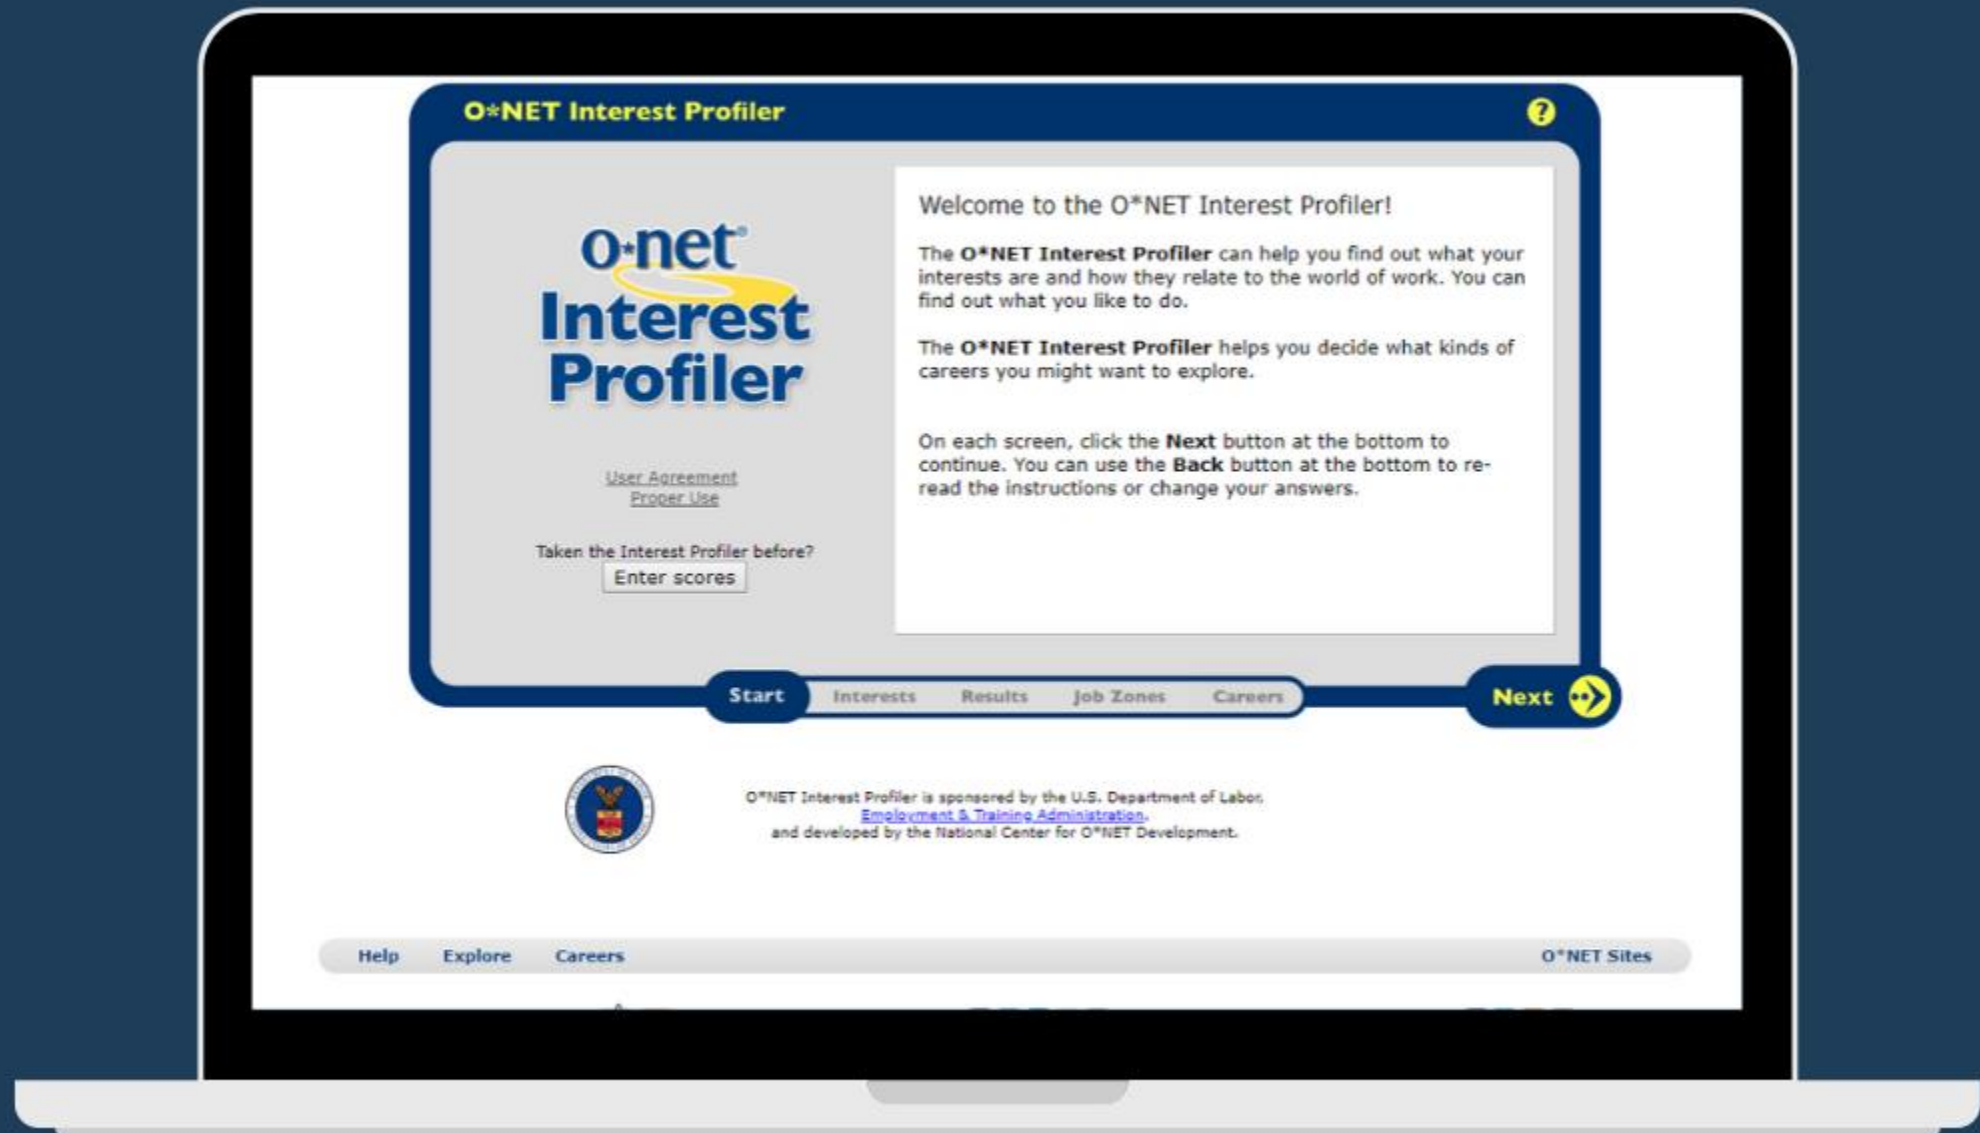 O*NET Interest Profiler
?
o*net®
Interest
Profiler
User Agreement
Proper Use
Taken the Interest Profiler before?
Enter scores
Welcome to the O*NET Interest Profiler!
The O*NET Interest Profiler can help you find out what your
interests are and how they relate to the world of work. You can
find out what you like to do.
The O*NET Interest Profiler helps you decide what kinds of
careers you might want to explore.
On each screen, click the Next button at the bottom to
continue. You can use the Back button at the bottom to re-
read the instructions or change your answers.
Start Interests Results Job Zones Careers
Next
O*NET Interest Profiler is sponsored by the U.S. Department of Labor,
Employment & Training Administration,
and developed by the National Center for O*NET Development.
Help Explore Careers O*NET Sites